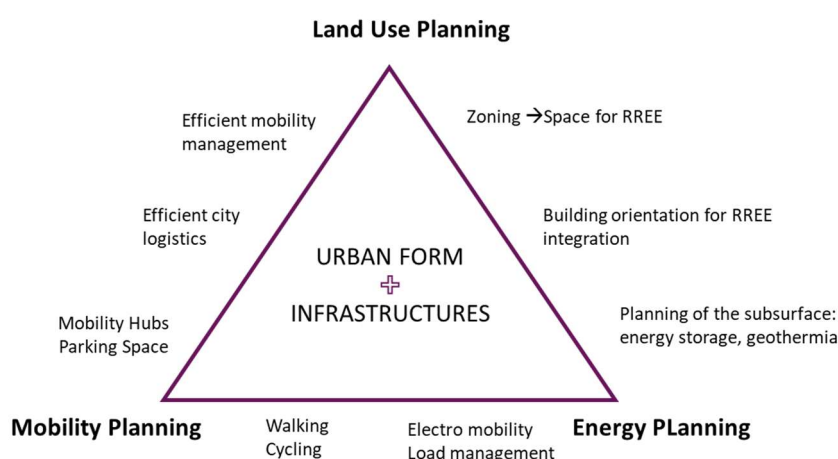 Land Use Planning
Efficient mobility
management
Zoning →Space for RREE
Efficient city
logistics
Building orientation for RREE
integration
URBAN FORM
+
INFRASTRUCTURES
Mobility Hubs
Parking Space
Planning of the subsurface:
energy storage, geothermia
Mobility Planning
Walking
Cycling
Electro mobility
Load management
Energy PLanning